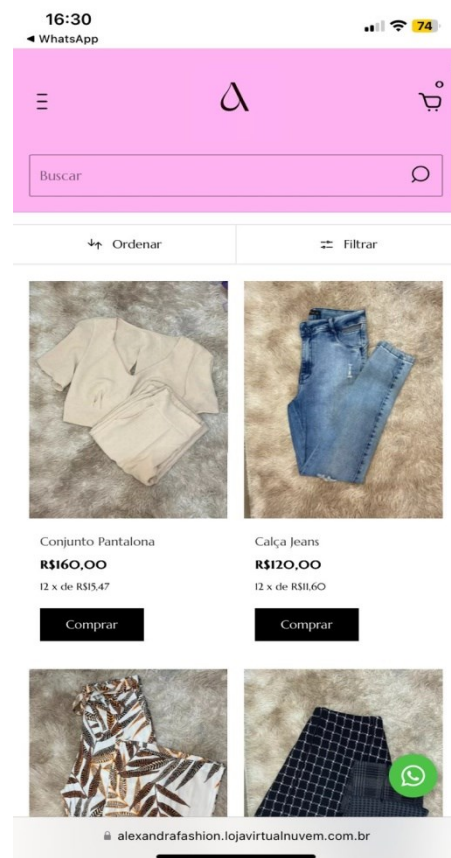 16:30
74
◄ WhatsApp
0
Buscar
Ordenar
Filtrar
Conjunto Pantalona
Calça Jeans
R$160,00
R$120,00
12 x de R$15,47
12 x de R$11,60
Comprar
Comprar
alexandrafashion.lojavirtualnuvem.com.br